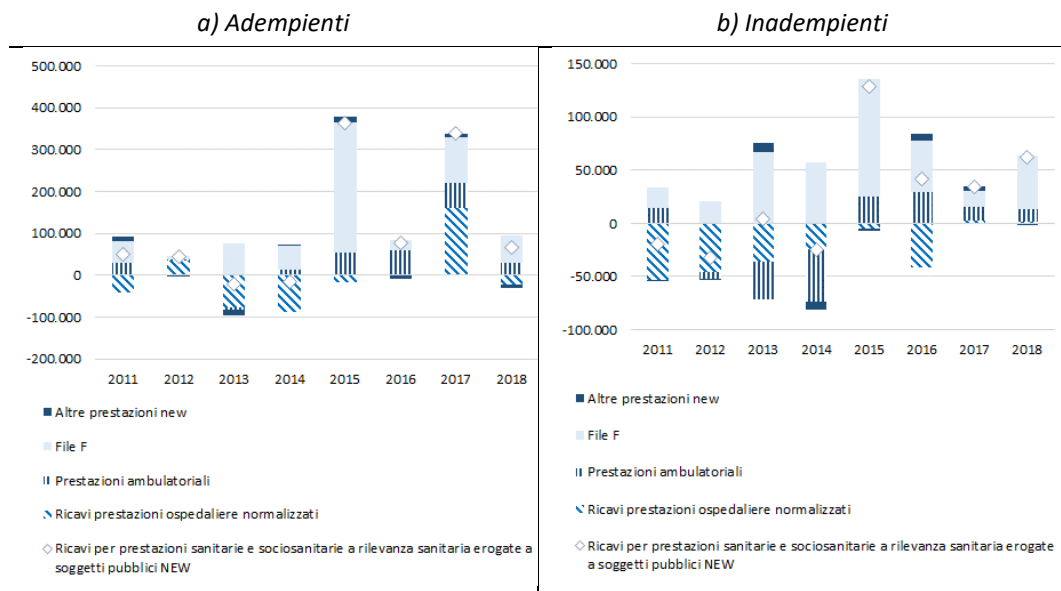 a) Adempienti
500.000
400.000
300.000
200.000
100.000
0
-100.000
-200.000
2011 2012 2013 2014 2015 2016 2017 2018
Altre prestazioni new
File F
Prestazioni ambulatoriali
Ricavi prestazioni ospedaliere normalizzati
Ricavi per prestazioni sanitarie e sociosanitarie a rilevanza sanitaria erogate a
soggetti pubblici NEW
b) Inadempienti
150.000
100.000
50.000
0
-50.000
-100.000
2011 2012 2013 2014 2015 2016 2017 2018
Altre prestazioni new
File F
Prestazioni ambulatoriali
Ricavi prestazioni ospedaliere normalizzati
Ricavi per prestazioni sanitarie e sociosanitarie a rilevanza sanitaria erogate
a soggetti pubblici NEW